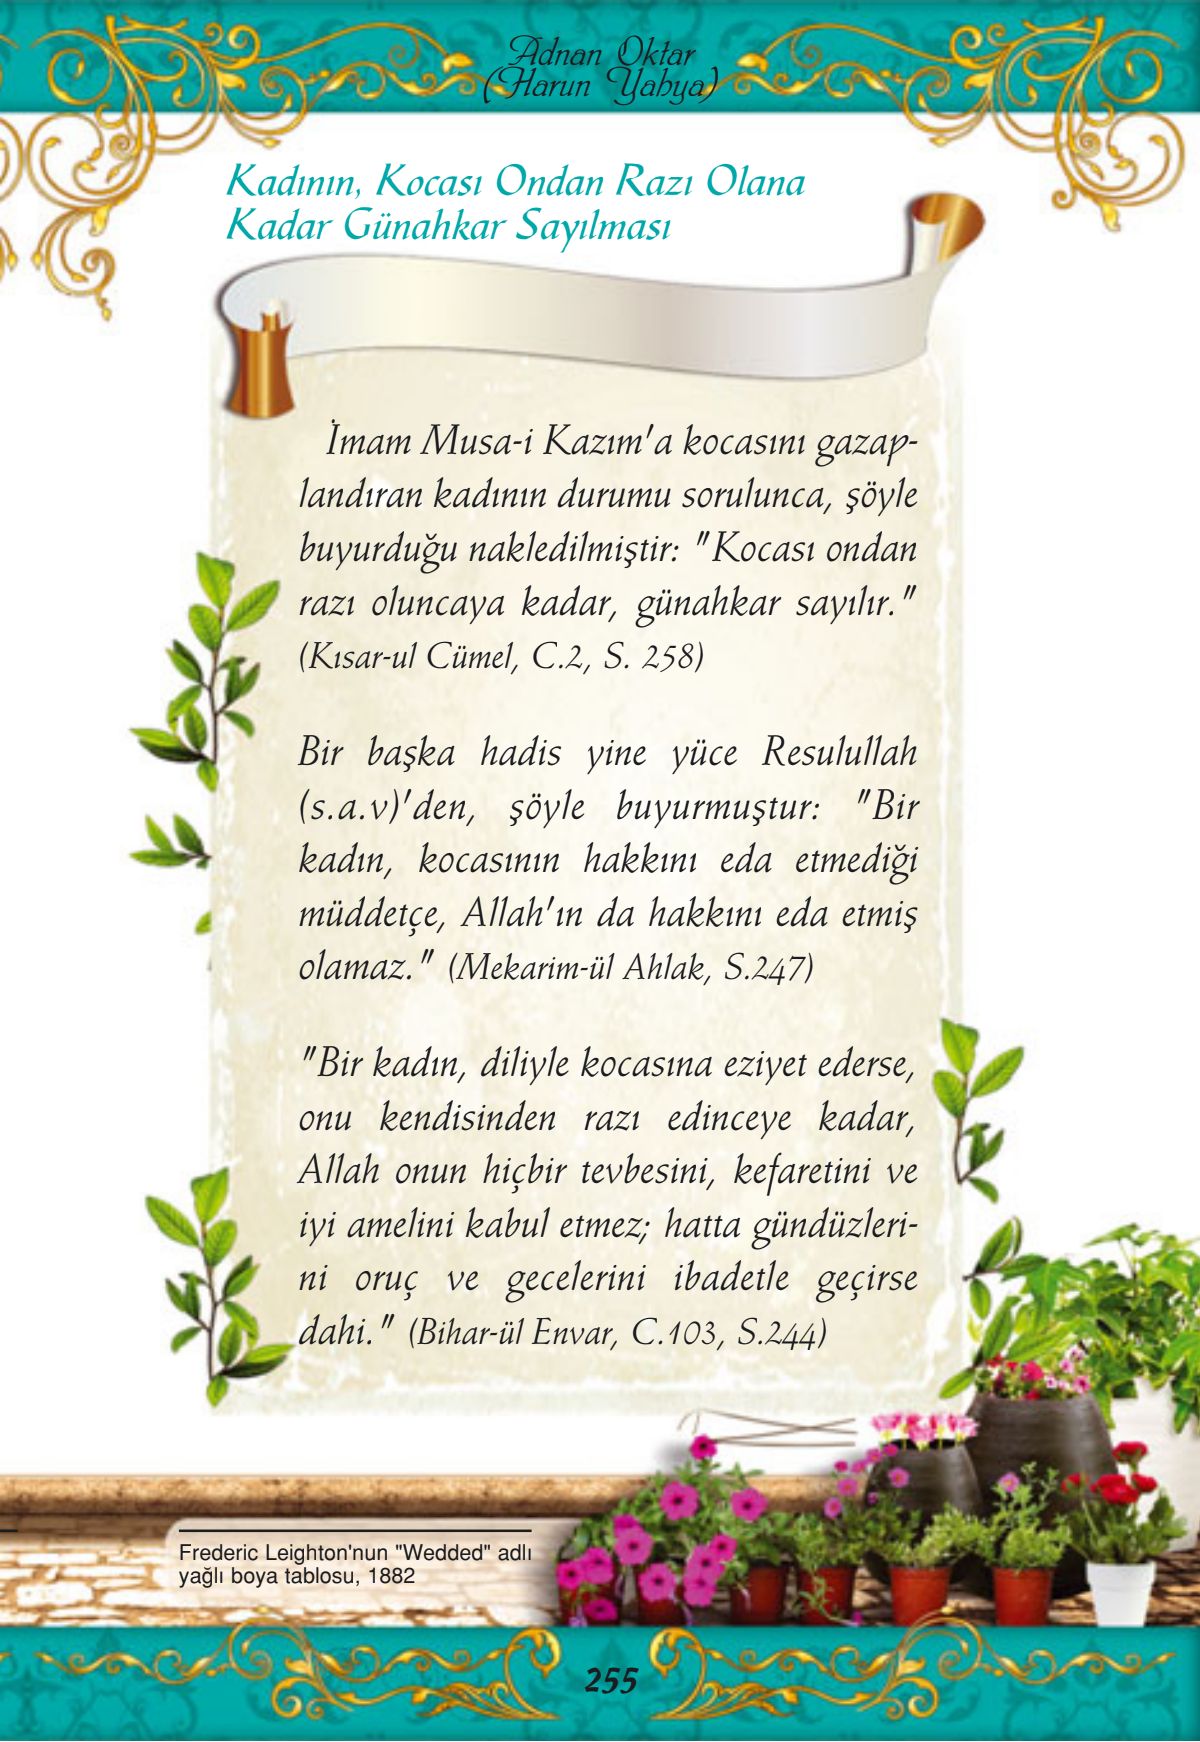 Adnan Oktar
(Harun Yahya)
Kadının, Kocası Ondan Razı Olana
Kadar Günahkar Sayılması
İmam Musa-i Kazım'a kocasını gazap-
landıran kadının durumu sorulunca, şöyle
buyurduğu nakledilmiştir: "Kocası ondan
razı oluncaya kadar, günahkar sayılır."
(Kısar-ul Cümel, C.2, S. 258)
Bir başka hadis yine yüce Resulullah
(s.a.v)'den, şöyle buyurmuştur: "Bir
kadın, kocasının hakkını eda etmediği
müddetçe, Allah'ın da hakkını eda etmiş
olamaz." (Mekarim-ül Ahlak, S.247)
"Bir kadın, diliyle kocasına eziyet ederse,
onu kendisinden razı edinceye kadar,
Allah onun hiçbir tevbesini, kefaretini ve
iyi amelini kabul etmez; hatta gündüzleri-
ni oruç ve gecelerini ibadetle geçirse
dahi." (Bihar-ül Envar, C.103, S.244)
Frederic Leighton'nun "Wedded" adlı
yağlı boya tablosu, 1882
255